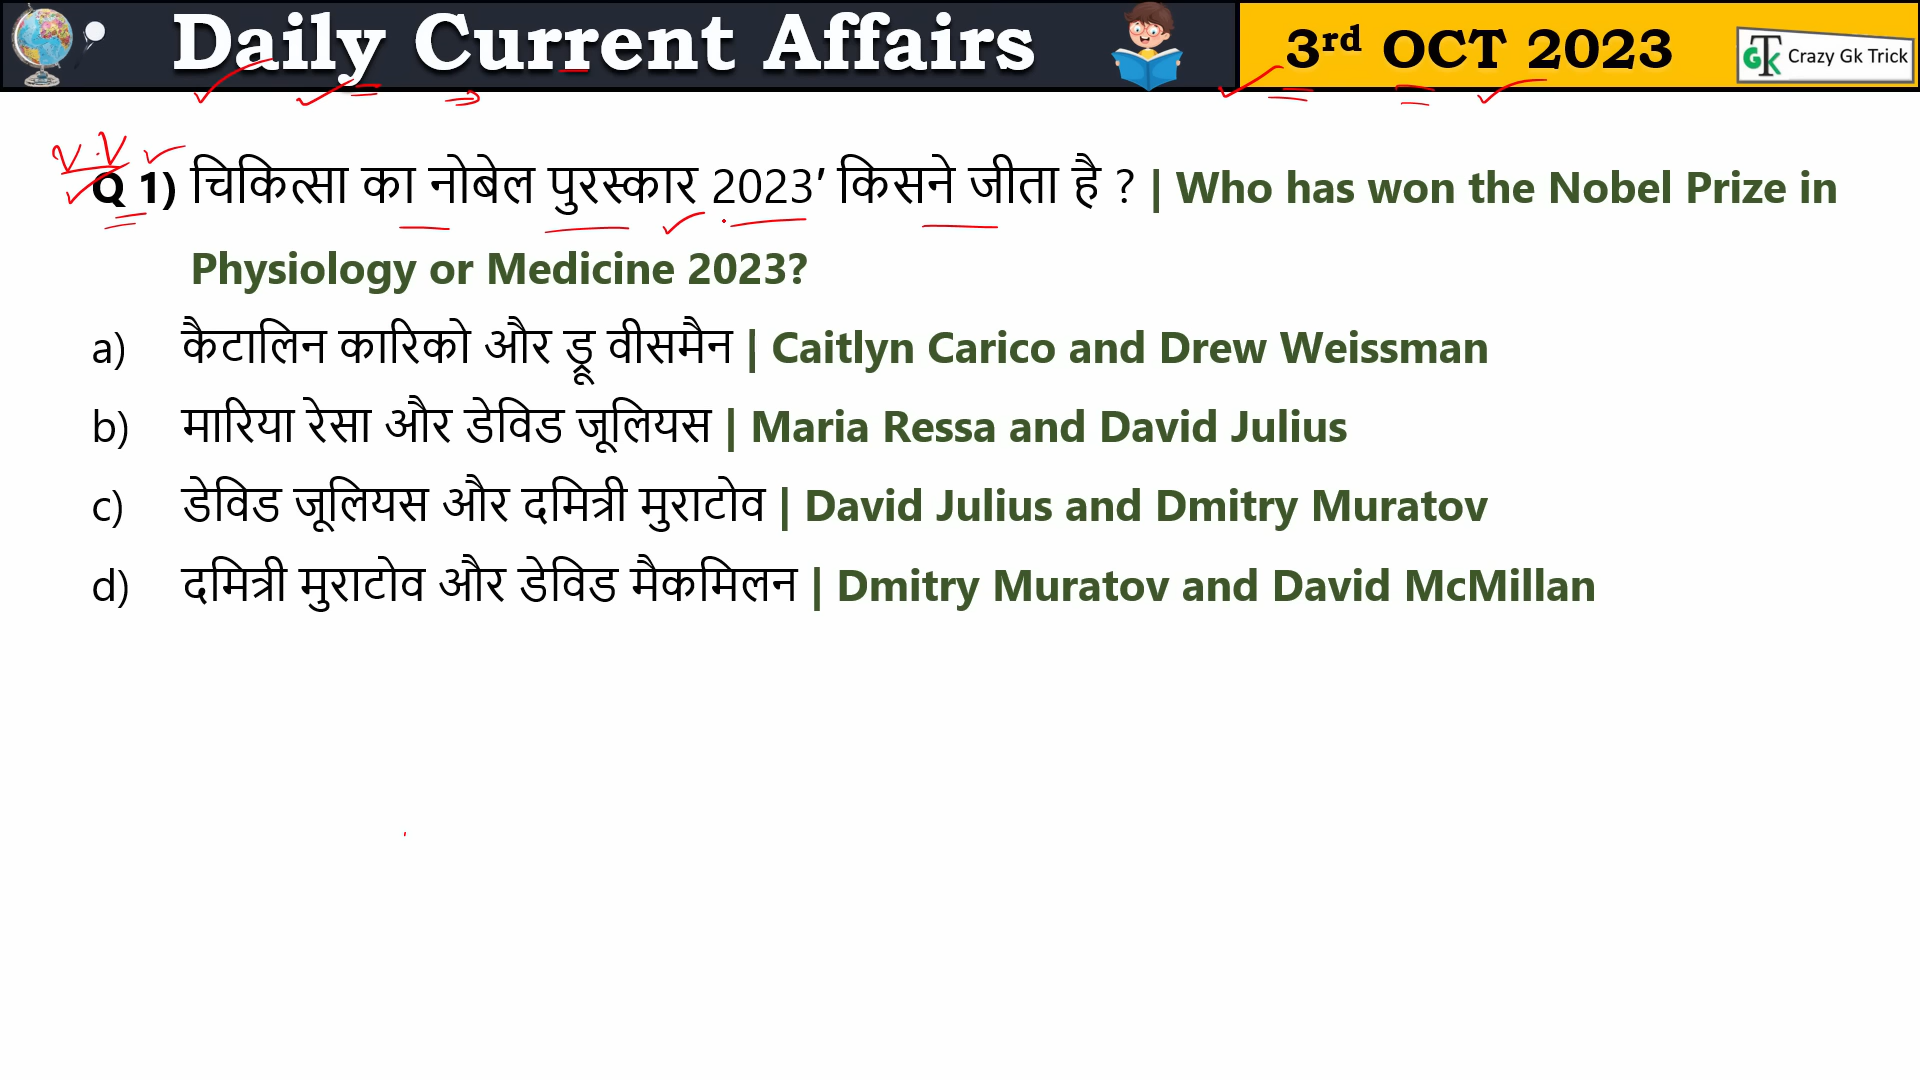 Daily Current Affairs
3rd OCT 2023
GK Crazy Gk Trick
V.V
Q 1) चिकित्सा का नोबेल पुरस्कार 2023’ किसने जीता है ? | Who has won the Nobel Prize in
Physiology or Medicine 2023?
a) कैटालिन कारिको और ड्रू वीसमैन | Caitlyn Carico and Drew Weissman
b) मारिया रेसा और डेविड जूलियस | Maria Ressa and David Julius
c) डेविड जूलियस और दमित्री मुराटोव | David Julius and Dmitry Muratov
d) दमित्री मुराटोव और डेविड मैकमिलन | Dmitry Muratov and David McMillan